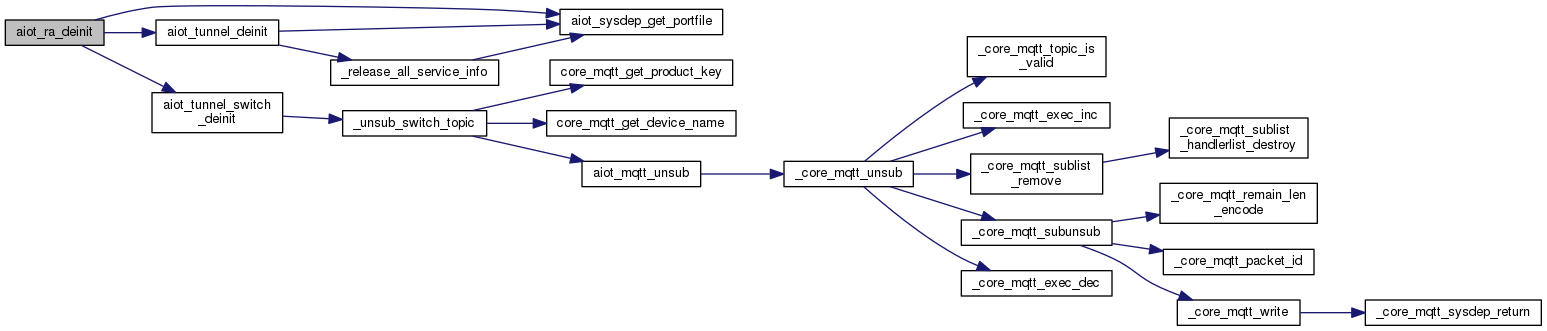 aiot_ra_deinit
aiot_tunnel_deinit
aiot_sysdep_get_portfile
_release_all_service_info
aiot_tunnel_switch
_deinit
_unsub_switch_topic
core_mqtt_get_product_key
core_mqtt_get_device_name
aiot_mqtt_unsub
_core_mqtt_unsub
_core_mqtt_topic_is
_valid
_core_mqtt_exec_inc
_core_mqtt_sublist
_remove
_core_mqtt_sublist
_handlerlist_destroy
_core_mqtt_subunsub
_core_mqtt_remain_len
_encode
_core_mqtt_packet_id
_core_mqtt_write
_core_mqtt_sysdep_return
_core_mqtt_exec_dec